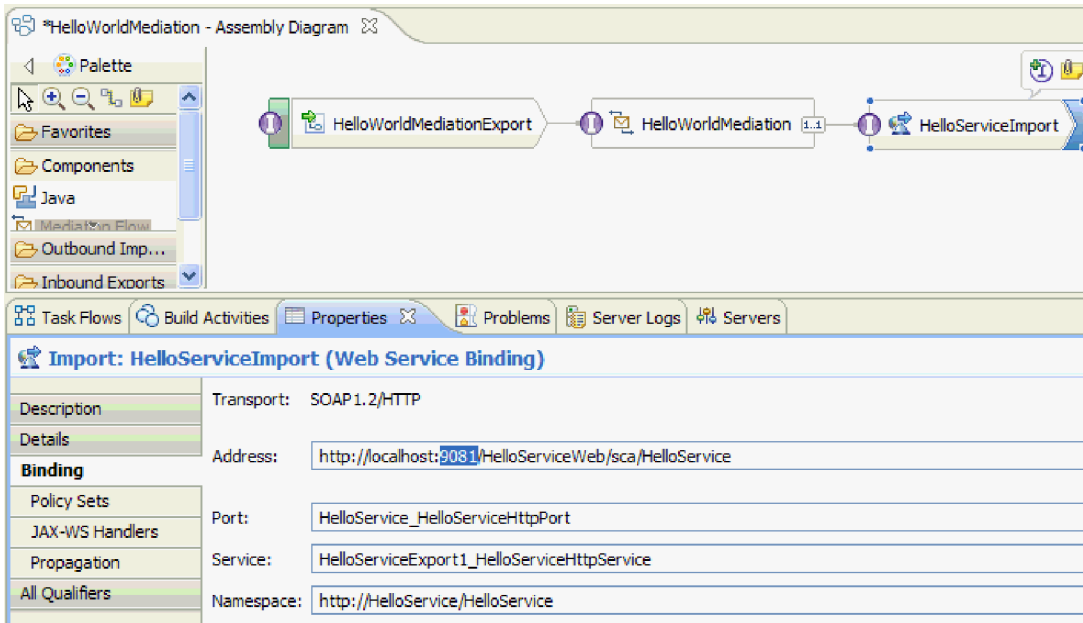 *HelloWorldMediation - Assembly Diagram
Palette
Favorites
Components
Java
Mediation Flow
Outbound Imp...
Inbound Exports
HelloWorldMediationExport
HelloWorldMediation 1..1
HelloServiceImport
Task Flows Build Activities Properties Problems Server Logs Servers
Import: HelloServiceImport (Web Service Binding)
Description
Details
Binding
Policy Sets
JAX-WS Handlers
Propagation
All Qualifiers
Transport: SOAP1.2/HTTP
Address: http://localhost:9081/HelloServiceWeb/sca/HelloService
Port: HelloService_HelloServiceHttpPort
Service: HelloServiceExport1_HelloServiceHttpService
Namespace: http://HelloService/HelloService